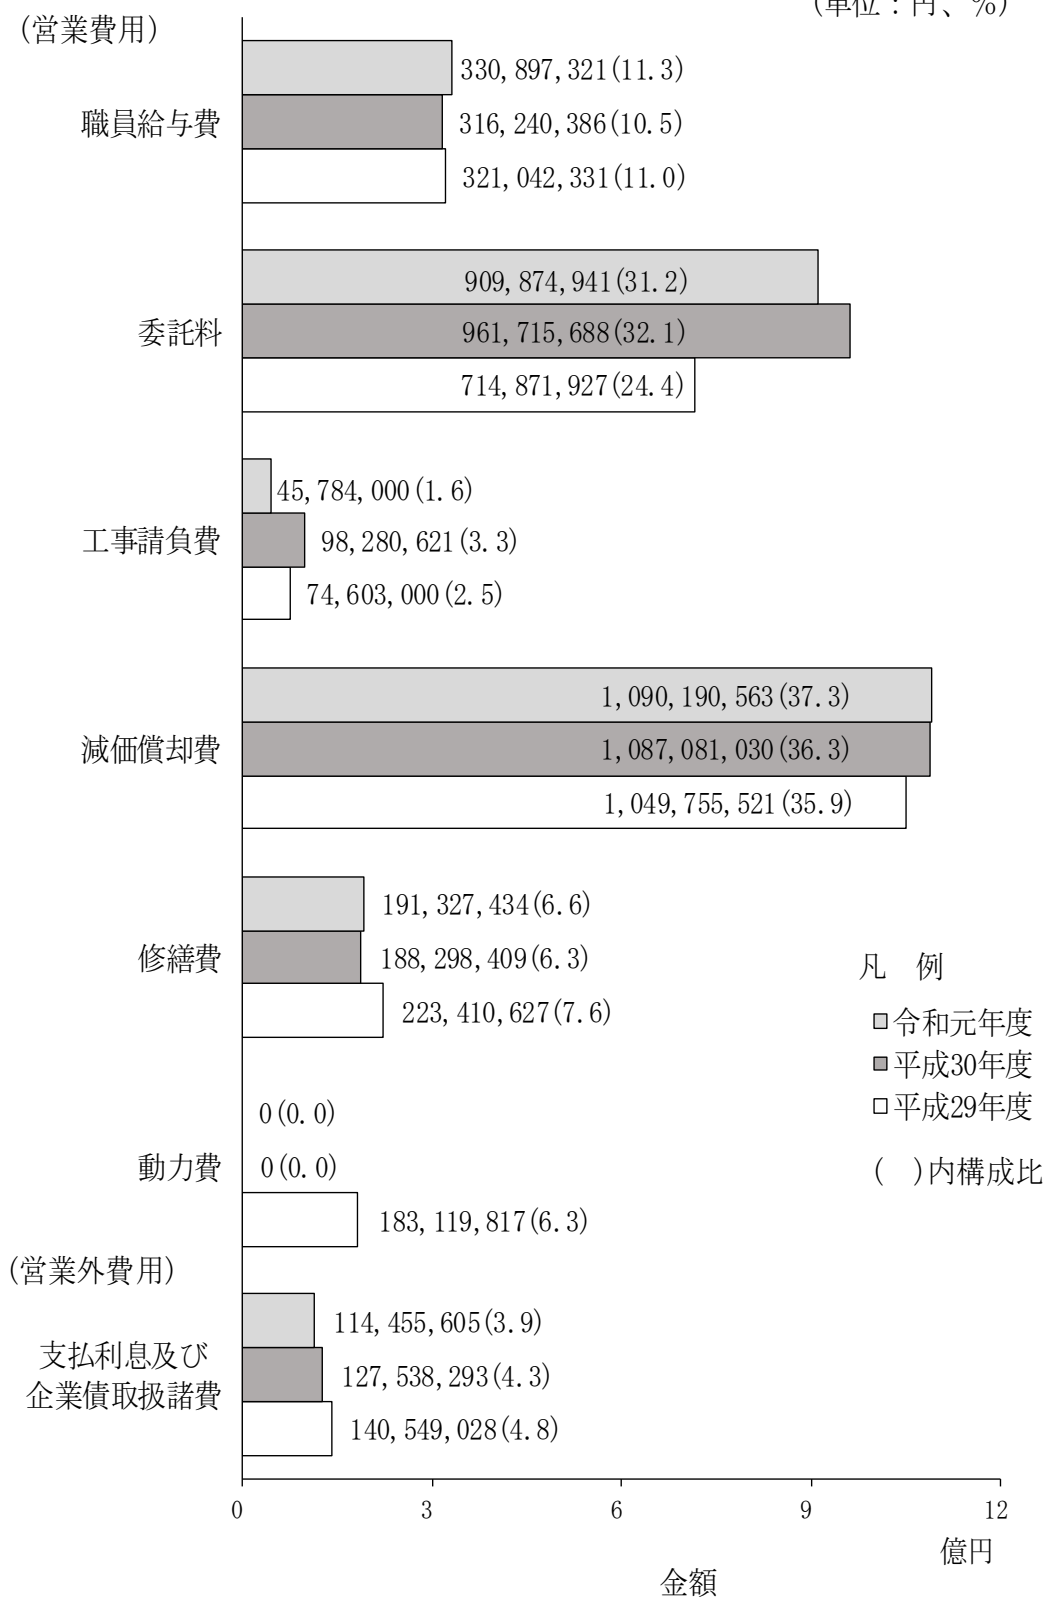 (単位：円、％)
(営業費用)
330,897,321(11.3)
職員給与費
316,240,386(10.5)
321,042,331(11.0)
909,874,941(31.2)
委託料
961,715,688(32.1)
714,871,927(24.4)
45,784,000(1.6)
工事請負費
98,280,621(3.3)
74,603,000(2.5)
1,090,190,563(37.3)
減価償却費
1,087,081,030(36.3)
1,049,755,521(35.9)
191,327,434(6.6)
修繕費
188,298,409(6.3)
223,410,627(7.6)
凡　例
令和元年度
平成30年度
平成29年度
(　)内構成比
0(0.0)
動力費
0(0.0)
183,119,817(6.3)
(営業外費用)
114,455,605(3.9)
支払利息及び
企業債取扱諸費
127,538,293(4.3)
140,549,028(4.8)
0 3 6 9 12
億円
金額